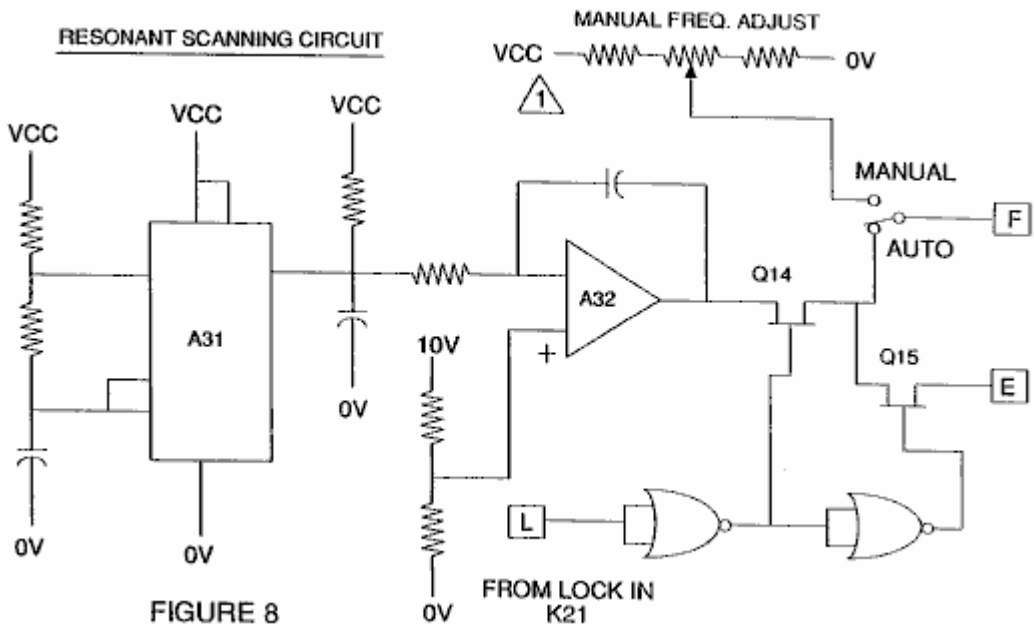 RESONANT SCANNING CIRCUIT
MANUAL FREQ. ADJUST
VCC
0V
1
VCC
VCC
VCC
MANUAL
F
AUTO
Q14
A31
A32
+
10V
Q15
E
0V
L
0V
0V
0V
FROM LOCK IN
K21
FIGURE 8